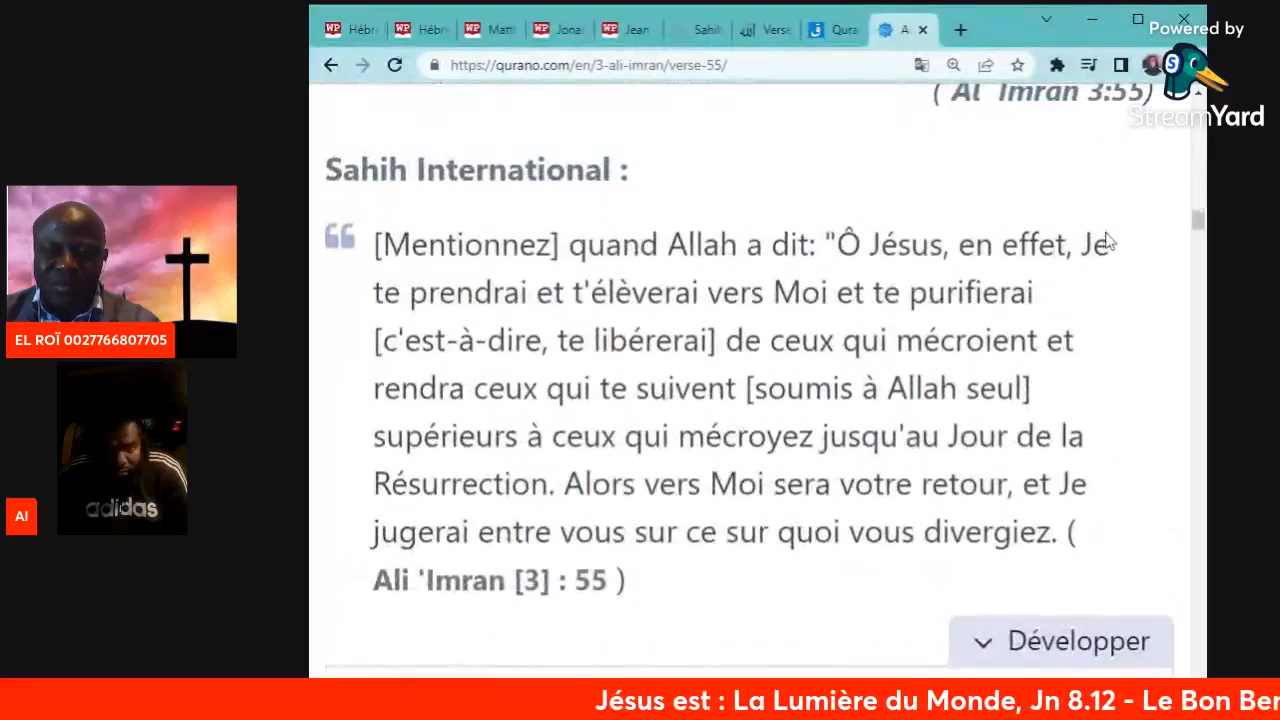 Hébr
Hébr
Matt
Jona
Jean
Sahih
Verse
Qura
A
Powered by
https://qurano.com/en/3-ali-imran/verse-55/
( Al 'Imran 3:55)
StreamYard
Sahih International :
[Mentionnez] quand Allah a dit: "Ô Jésus, en effet, Je
te prendrai et t'élèverai vers Moi et te purifierai
[c'est-à-dire, te libérerai] de ceux qui mécroient et
rendra ceux qui te suivent [soumis à Allah seul]
supérieurs à ceux qui mécroyez jusqu'au Jour de la
Résurrection. Alors vers Moi sera votre retour, et Je
jugerai entre vous sur ce sur quoi vous divergiez. (
Ali 'Imran [3] : 55 )
Développer
EL ROÏ 0027766807705
adidas
AI
Jésus est : La Lumière du Monde, Jn 8.12 - Le Bon Ber